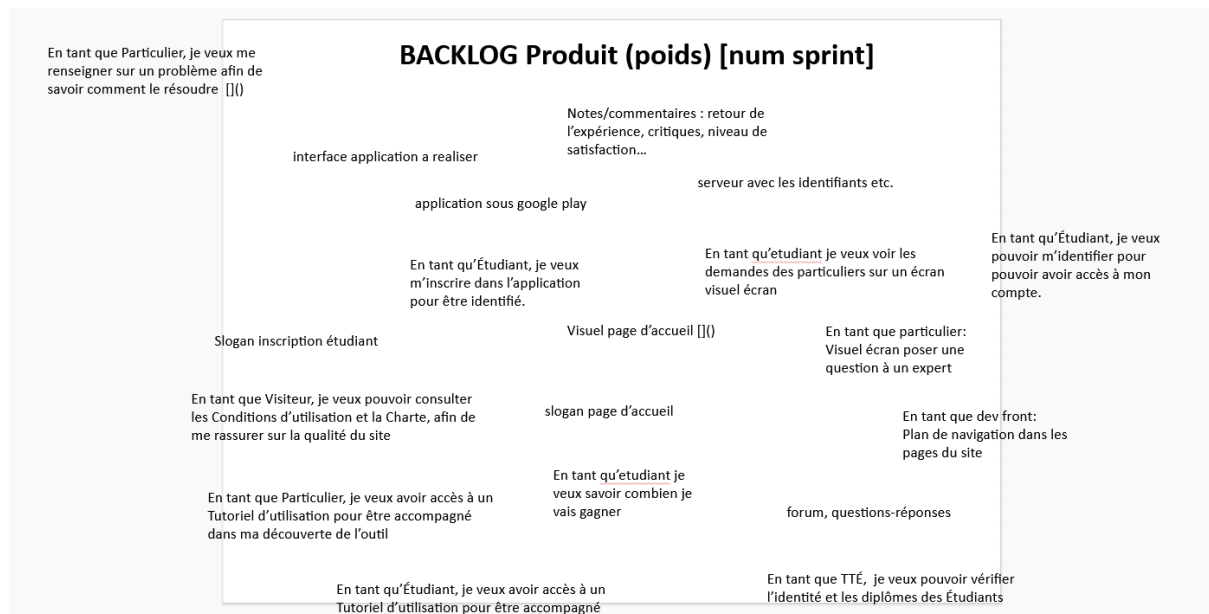 BACKLOG Produit (poids) [num sprint]
En tant que Particulier, je veux me
renseigner sur un problème afin de
savoir comment le résoudre []()
Notes/commentaires : retour de
l’expérience, critiques, niveau de
satisfaction…
interface application a realiser
serveur avec les identifiants etc.
application sous google play
En tant qu’Étudiant, je veux
pouvoir m’identifier pour
pouvoir avoir accès à mon
compte.
En tant qu’etudiant je veux voir les
demandes des particuliers sur un écran
visuel écran
En tant qu’Étudiant, je veux
m’inscrire dans l’application
pour être identifié.
Visuel page d’accueil []()
En tant que particulier:
Visuel écran poser une
question à un expert
Slogan inscription étudiant
En tant que Visiteur, je veux pouvoir consulter
les Conditions d’utilisation et la Charte, afin de
me rassurer sur la qualité du site
slogan page d’accueil
En tant que dev front:
Plan de navigation dans les
pages du site
En tant qu’etudiant je
veux savoir combien je
vais gagner
En tant que Particulier, je veux avoir accès à un
Tutoriel d’utilisation pour être accompagné
dans ma découverte de l’outil
forum, questions-réponses
En tant que TTÉ, je veux pouvoir vérifier
l’identité et les diplômes des Étudiants
En tant qu’Étudiant, je veux avoir accès à un
Tutoriel d’utilisation pour être accompagné